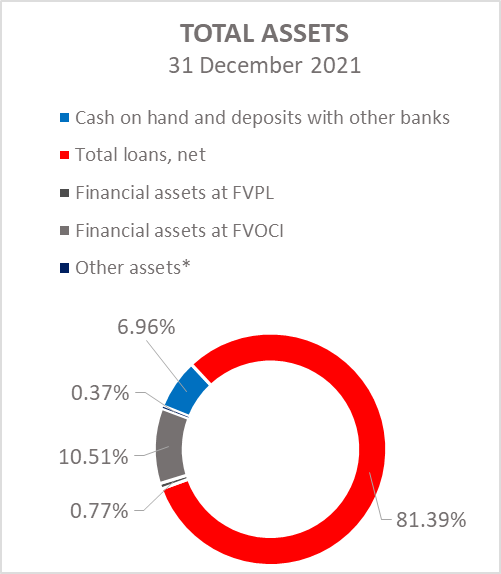 TOTAL ASSETS
31 December 2021
Cash on hand and deposits with other banks
Total loans, net
Financial assets at FVPL
Financial assets at FVOCI
Other assets*
6.96%
0.37%
10.51%
0.77%
81.39%